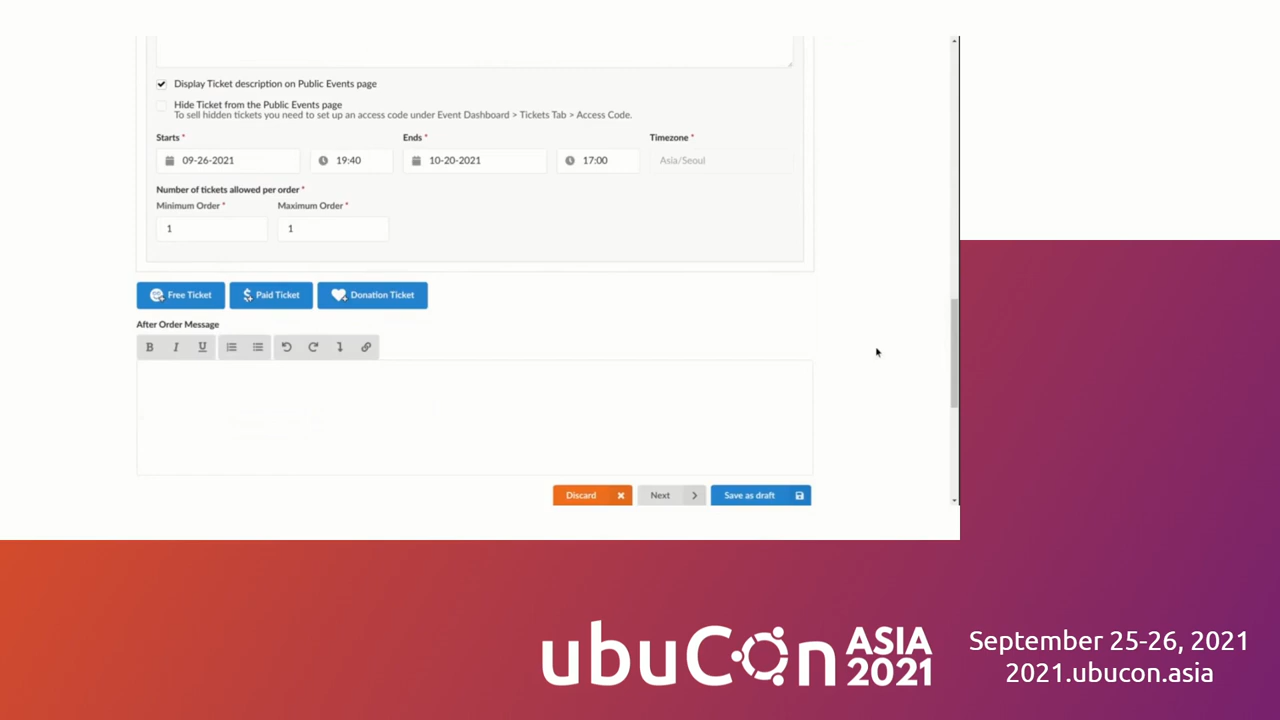 Display Ticket description on Public Events page
Hide Ticket from the Public Events page
To sell hidden tickets you need to set up an access code under Event Dashboard > Tickets Tab > Access Code.
Starts * Ends * Timezone *
09-26-2021 19:40 10-20-2021 17:00 Asia/Seoul
Number of tickets allowed per order *
Minimum Order * Maximum Order *
1 1
Free Ticket Paid Ticket Donation Ticket
After Order Message
B I U
Discard Next Save as draft
ubuCon ASIA 2021
September 25-26, 2021
2021.ubucon.asia